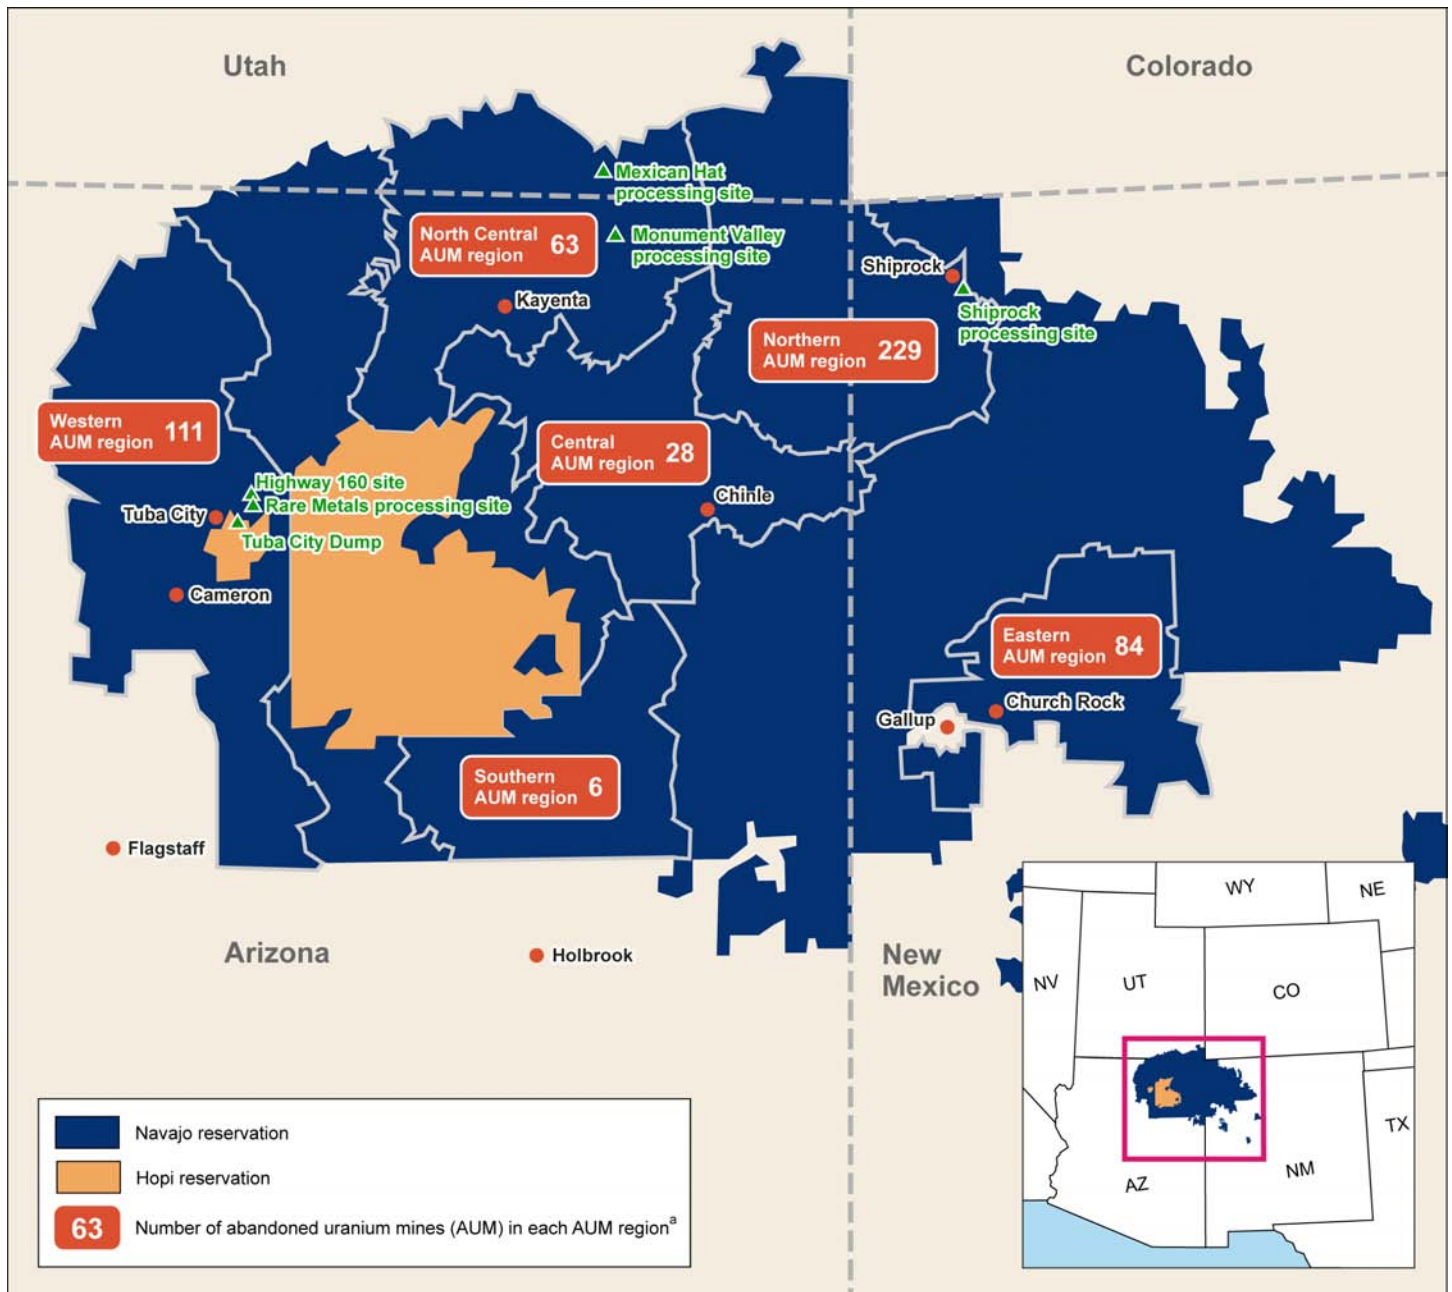 Utah
Colorado
Mexican Hat
processing site
North Central
AUM region 63
Monument Valley
processing site
Shiprock
Kayenta
Shiprock
processing site
Northern
AUM region 229
Western
AUM region 111
Central
AUM region 28
Highway 160 site
Rare Metals processing site
Chinle
Tuba City
Tuba City Dump
Cameron
Eastern
AUM region 84
Church Rock
Gallup
Southern
AUM region 6
Flagstaff
Arizona
Holbrook
New
Mexico
WY
NE
NV
UT
CO
TX
AZ
NM
Navajo reservation
Hopi reservation
63 Number of abandoned uranium mines (AUM) in each AUM regionª